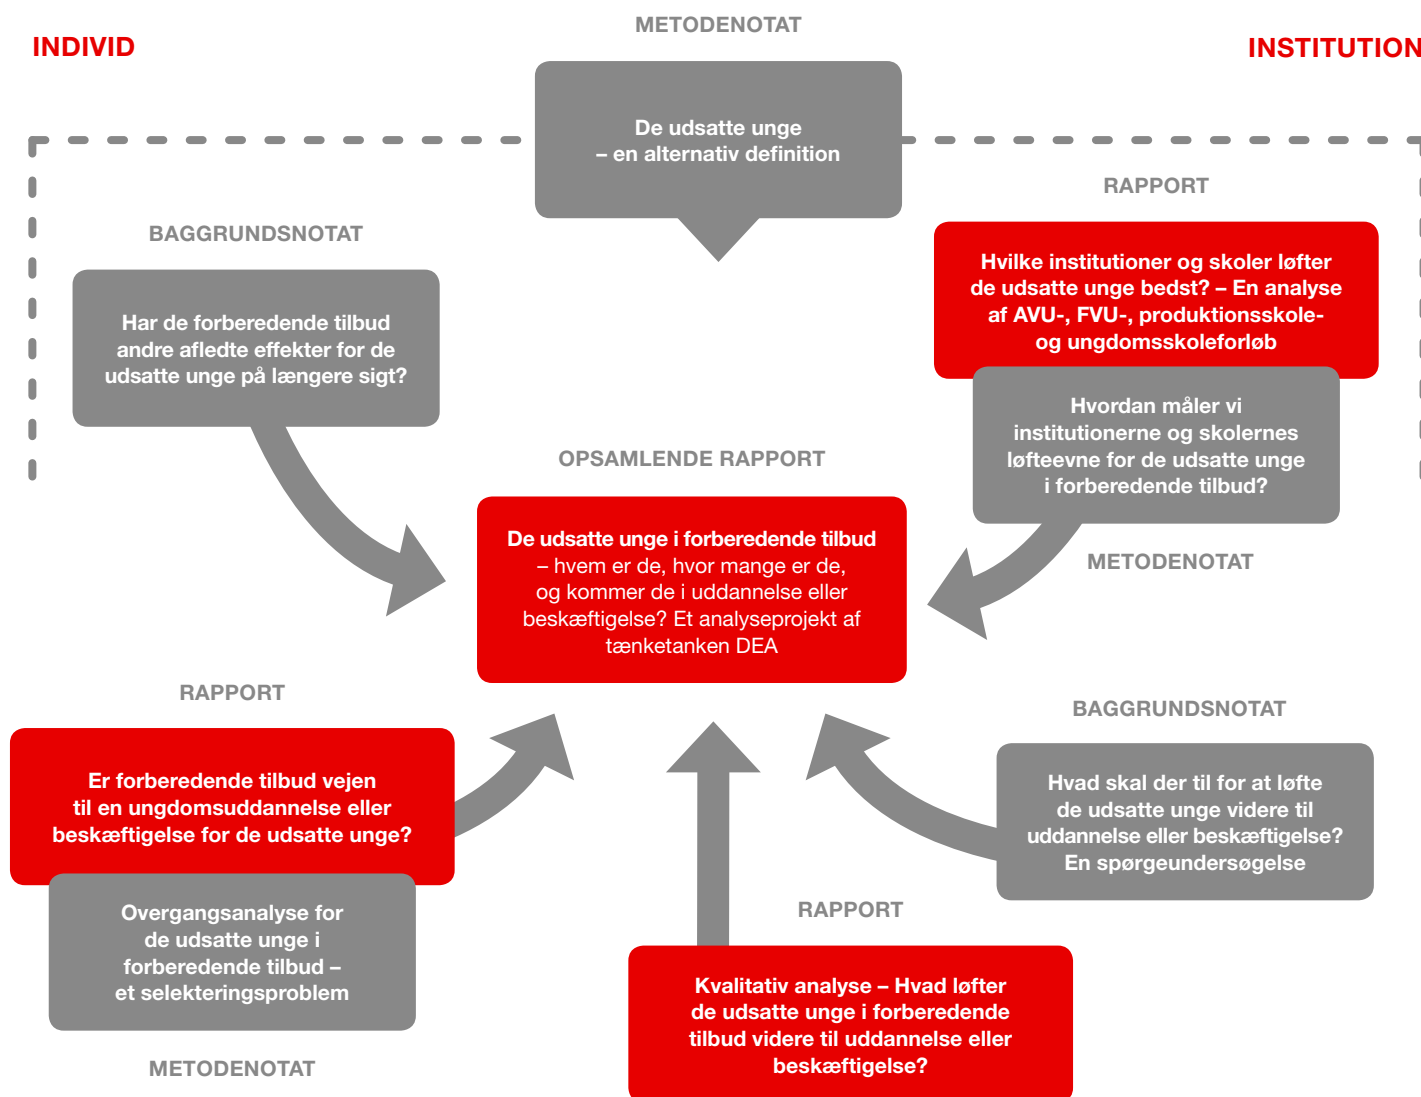 INDIVID
METODENOTAT
INSTITUTION
De udsatte unge
– en alternativ definition
BAGGRUNDSNOTAT
Har de forberedende tilbud
andre afledte effekter for de
udsatte unge på længere sigt?
RAPPORT
Hvilke institutioner og skoler løfter
de udsatte unge bedst? – En analyse
af AVU-, FVU-, produktionsskole-
og ungdomsskoleforløb
Hvordan måler vi
institutionerne og skolernes
løfteevne for de udsatte unge
i forberedende tilbud?
METODENOTAT
OPSAMLENDE RAPPORT
De udsatte unge i forberedende tilbud
– hvem er de, hvor mange er de,
og kommer de i uddannelse eller
beskæftigelse? Et analyseprojekt af
tænketanken DEA
RAPPORT
Er forberedende tilbud vejen
til en ungdomsuddannelse eller
beskæftigelse for de udsatte unge?
Overgangsanalyse for
de udsatte unge i
forberedende tilbud –
et selekteringsproblem
METODENOTAT
BAGGRUNDSNOTAT
Hvad skal der til for at løfte
de udsatte unge videre til
uddannelse eller beskæftigelse?
En spørgeundersøgelse
RAPPORT
Kvalitativ analyse – Hvad løfter
de udsatte unge i forberedende
tilbud videre til uddannelse eller
beskæftigelse?